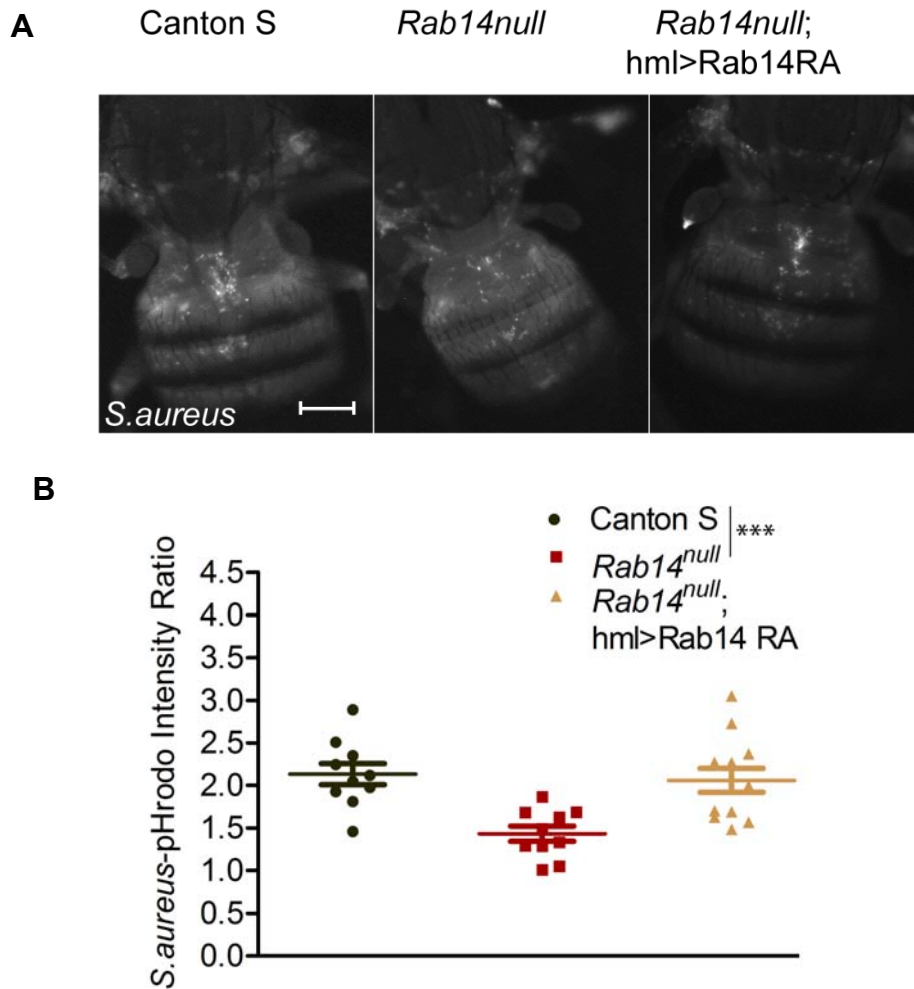 A
Canton S
Rab14null
Rab14null;
hml>Rab14RA
S.aureus
B
Canton S
***
Rab14null
Rab14null;
hml>Rab14 RA
S.aureus-pHrodo Intensity Ratio
4.5
4.0
3.5
3.0
2.5
2.0
1.5
1.0
0.5
0.0